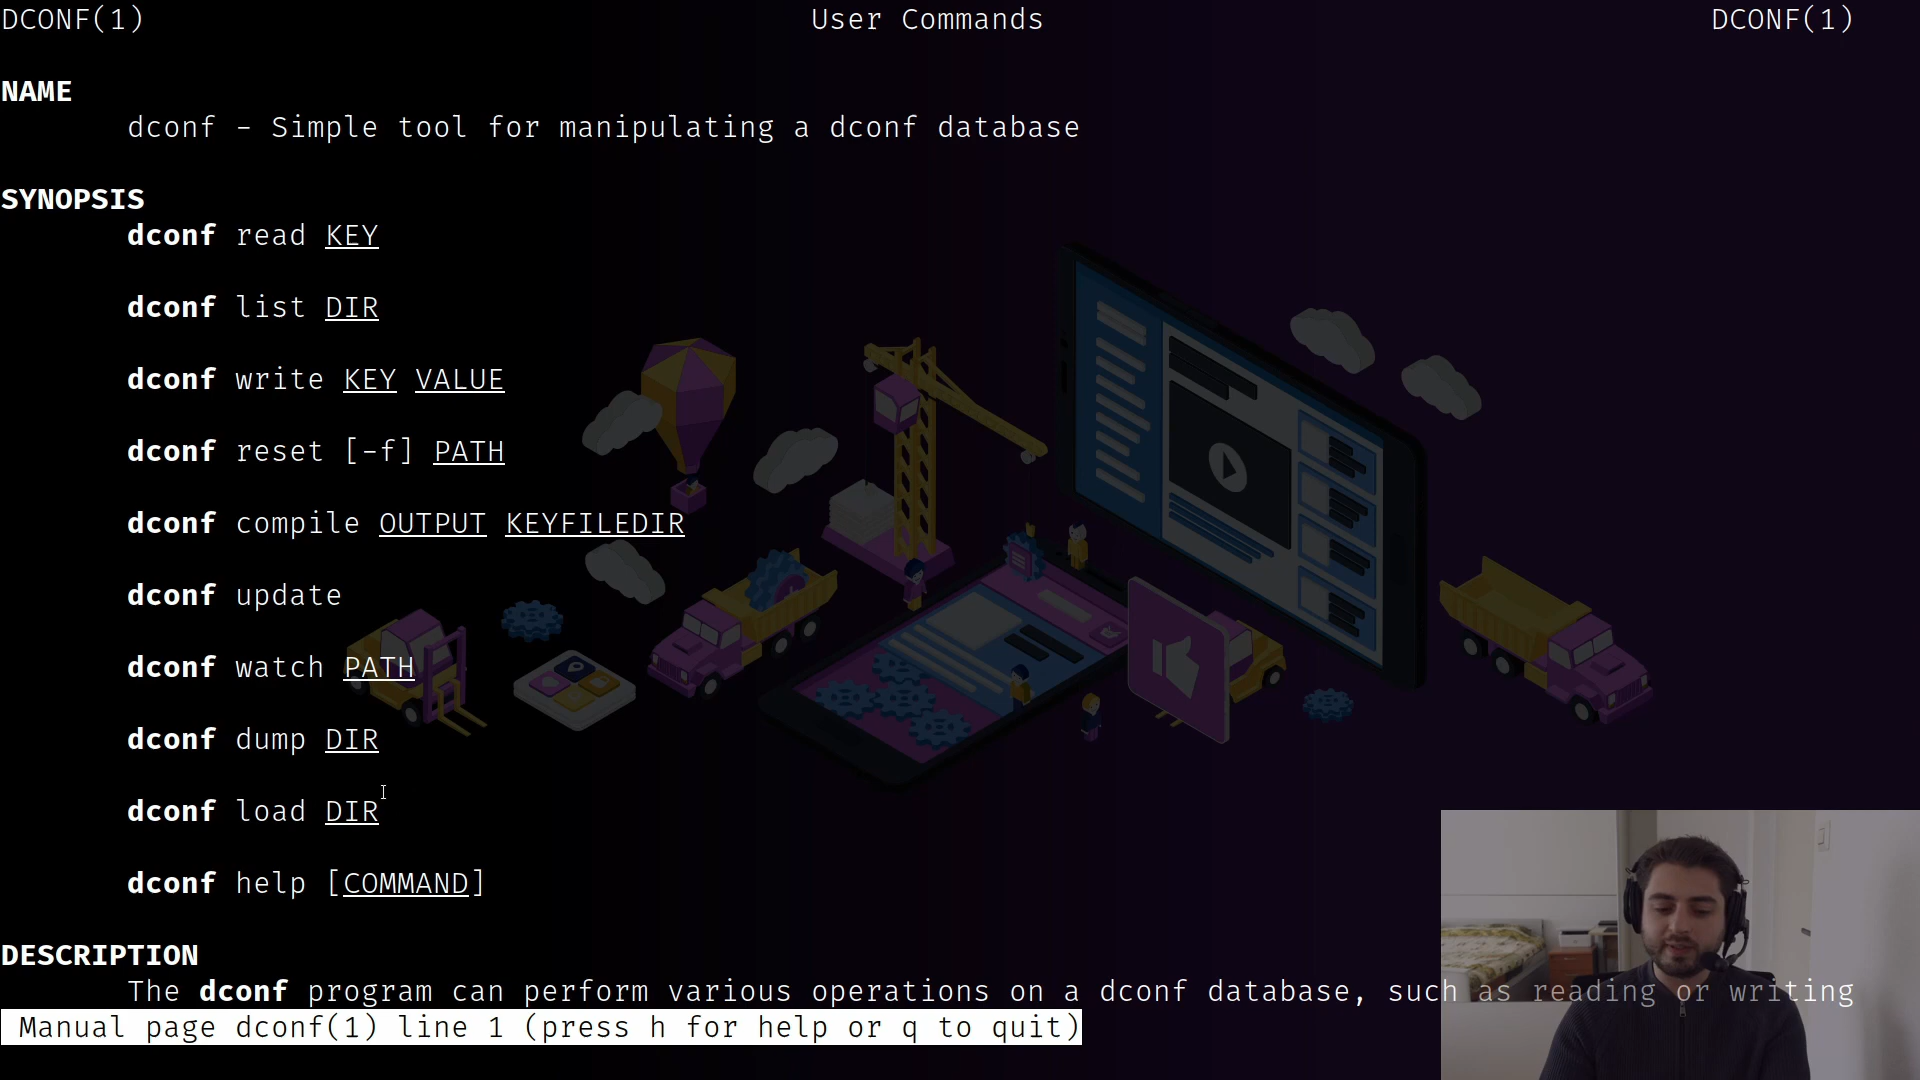 DCONF(1) User Commands DCONF(1)
NAME
dconf - Simple tool for manipulating a dconf database
SYNOPSIS
dconf read KEY
dconf list DIR
dconf write KEY VALUE
dconf reset [-f] PATH
dconf compile OUTPUT KEYFILEDIR
dconf update
dconf watch PATH
dconf dump DIR
dconf load DIR
dconf help [COMMAND]
DESCRIPTION
The dconf program can perform various operations on a dconf database, such as reading or writing
Manual page dconf(1) line 1 (press h for help or q to quit)